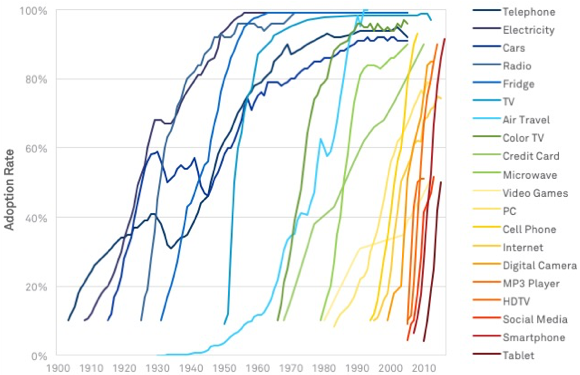 100%
80%
60%
40%
20%
0%
Adoption Rate
1900 1910 1920 1930 1940 1950 1960 1970 1980 1990 2000 2010
Telephone
Electricity
Cars
Radio
Fridge
TV
Air Travel
Color TV
Credit Card
Microwave
Video Games
PC
Cell Phone
Internet
Digital Camera
MP3 Player
HDTV
Social Media
Smartphone
Tablet